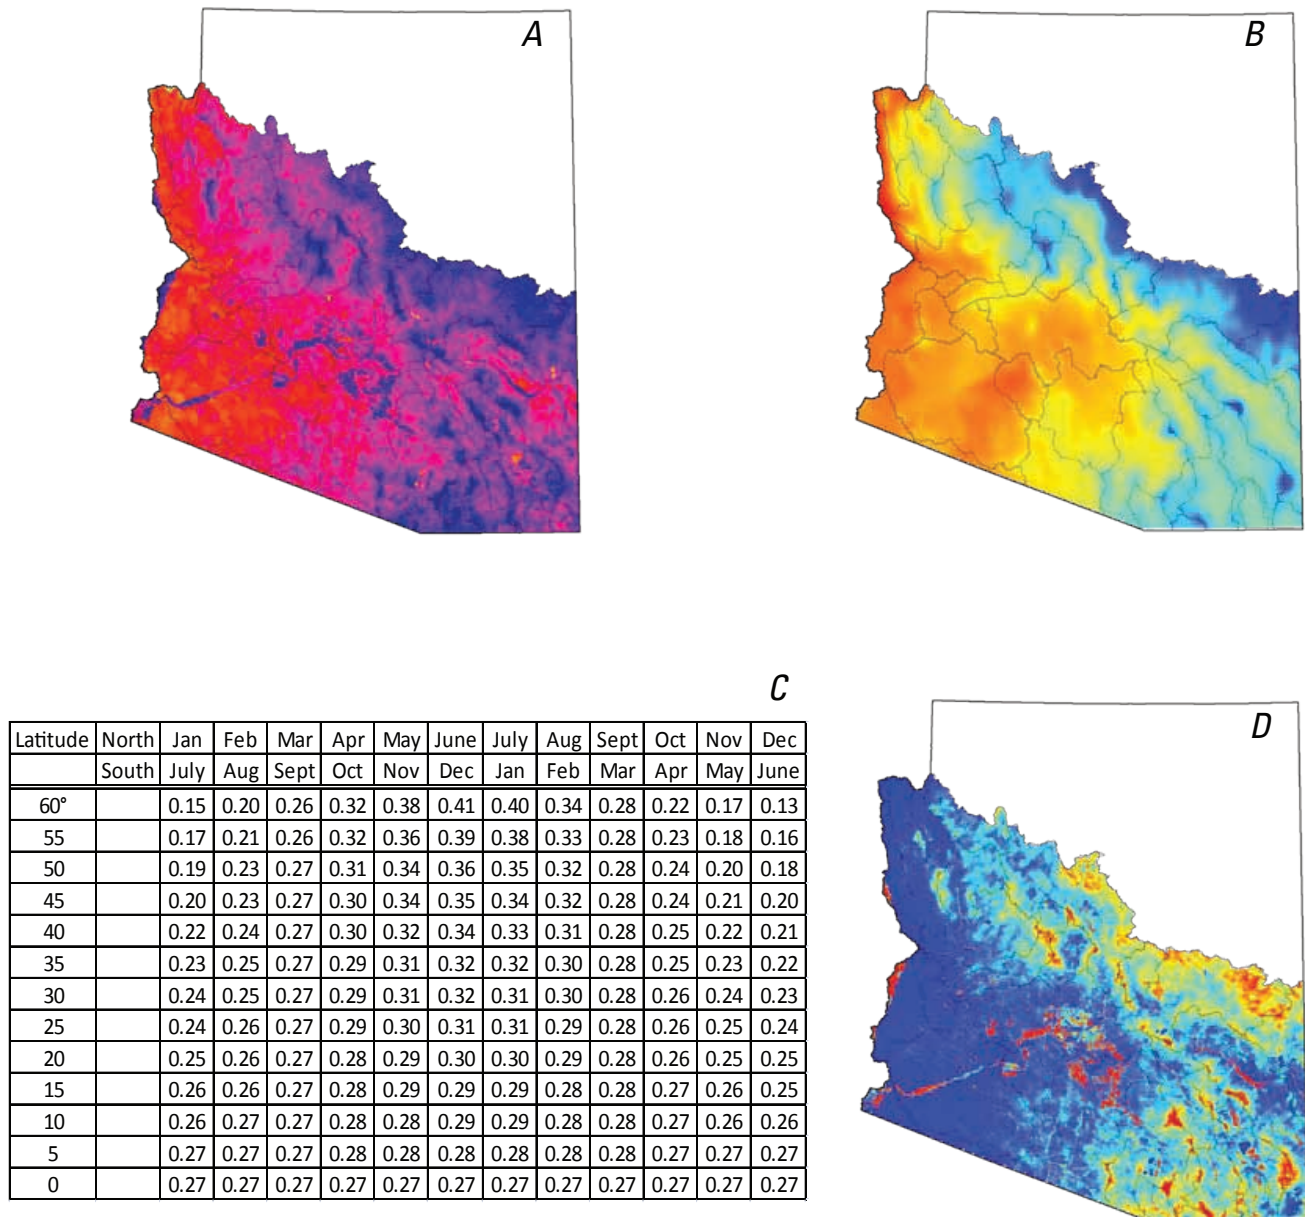 A
B
C
Latitude North Jan Feb Mar Apr May June July Aug Sept Oct Nov Dec
South July Aug Sept Oct Nov Dec Jan Feb Mar Apr May June
60° 0.15 0.20 0.26 0.32 0.38 0.41 0.40 0.34 0.28 0.22 0.17 0.13
55 0.17 0.21 0.26 0.32 0.36 0.39 0.38 0.33 0.28 0.23 0.18 0.16
50 0.19 0.23 0.27 0.31 0.34 0.36 0.35 0.32 0.28 0.24 0.20 0.18
45 0.20 0.23 0.27 0.30 0.34 0.35 0.34 0.32 0.28 0.24 0.21 0.20
40 0.22 0.24 0.27 0.30 0.32 0.34 0.33 0.31 0.28 0.25 0.22 0.21
35 0.23 0.25 0.27 0.29 0.31 0.32 0.32 0.30 0.28 0.25 0.23 0.22
30 0.24 0.25 0.27 0.29 0.31 0.32 0.31 0.30 0.28 0.26 0.24 0.23
25 0.24 0.26 0.27 0.29 0.30 0.31 0.31 0.29 0.28 0.26 0.25 0.24
20 0.25 0.26 0.27 0.28 0.29 0.30 0.30 0.29 0.28 0.26 0.25 0.25
15 0.26 0.26 0.27 0.28 0.29 0.29 0.29 0.28 0.28 0.27 0.26 0.25
10 0.26 0.27 0.27 0.28 0.28 0.29 0.29 0.28 0.28 0.27 0.26 0.26
5 0.27 0.27 0.27 0.28 0.28 0.28 0.28 0.28 0.28 0.27 0.27 0.27
0 0.27 0.27 0.27 0.27 0.27 0.27 0.27 0.27 0.27 0.27 0.27 0.27
D